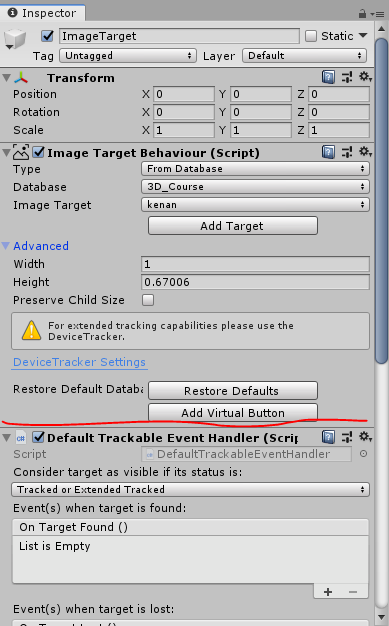 Inspector
ImageTarget Static
Tag Untagged Layer Default
Transform
Position X 0 Y 0 Z 0
Rotation X 0 Y 0 Z 0
Scale X 1 Y 1 Z 1
Image Target Behaviour (Script)
Type From Database
Database 3D_Course
Image Target kenan
Add Target
Advanced
Width 1
Height 0.67006
Preserve Child Size
For extended tracking capabilities please use the
DeviceTracker.
DeviceTracker Settings
Restore Default Databa Restore Defaults
Add Virtual Button
Default Trackable Event Handler (Scrip
Script DefaultTrackableEventHandler
Consider target as visible if its status is:
Tracked or Extended Tracked
Event(s) when target is found:
On Target Found ()
List is Empty
Event(s) when target is lost:
On Target Lost ()